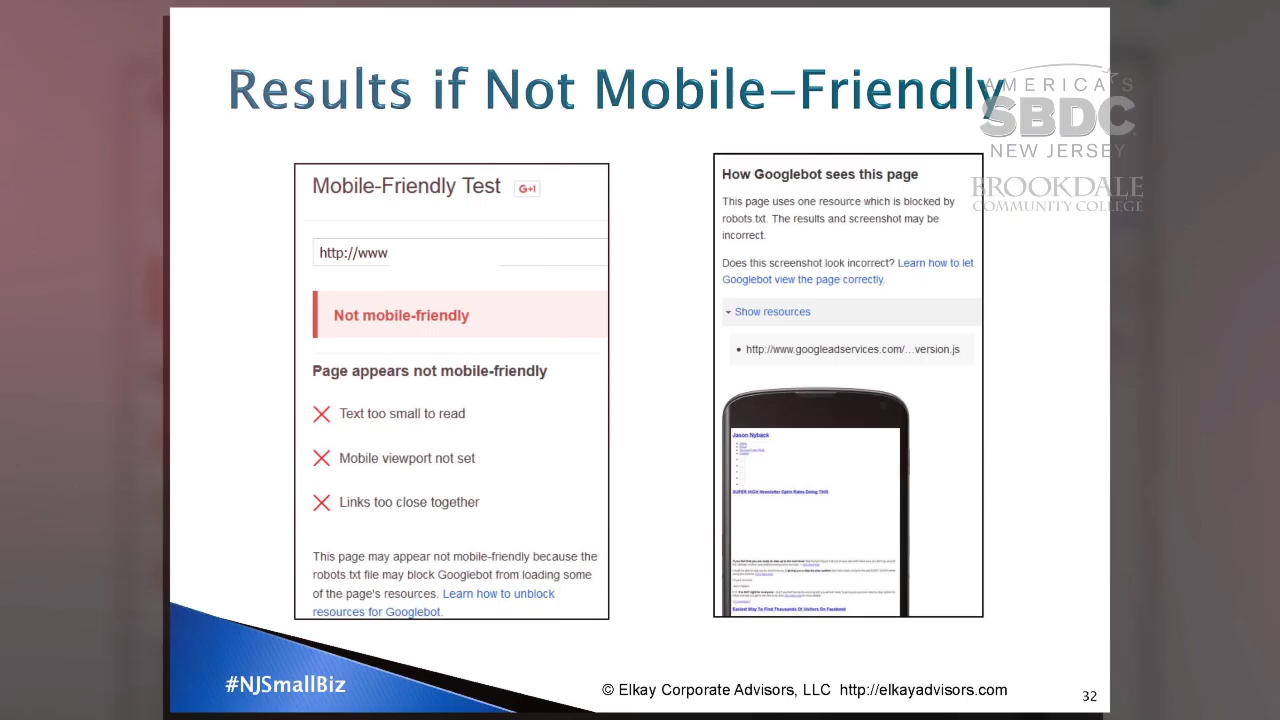 Results if Not Mobile-Friendly
AMERICA'S
SBDC
NEW JERSEY
BROOKDALE
COMMUNITY COLLEGE
Mobile-Friendly Test G+1
http://www
Not mobile-friendly
Page appears not mobile-friendly
Text too small to read
Mobile viewport not set
Links too close together
This page may appear not mobile-friendly because the
robots.txt file may block Googlebot from loading some
of the page's resources. Learn how to unblock
resources for Googlebot.
How Googlebot sees this page
This page uses one resource which is blocked by
robots.txt. The results and screenshot may be
incorrect.
Does this screenshot look incorrect? Learn how to let
Googlebot view the page correctly.
Show resources
• http://www.googleadservices.com/…version.js
Jason Nyback
SUPER HIGH Newsletter Optin Rates Doing THIS
Easiest Way To Find Thousands Of Visitors On Facebook
#NJSmallBiz
© Elkay Corporate Advisors, LLC http://elkayadvisors.com
32